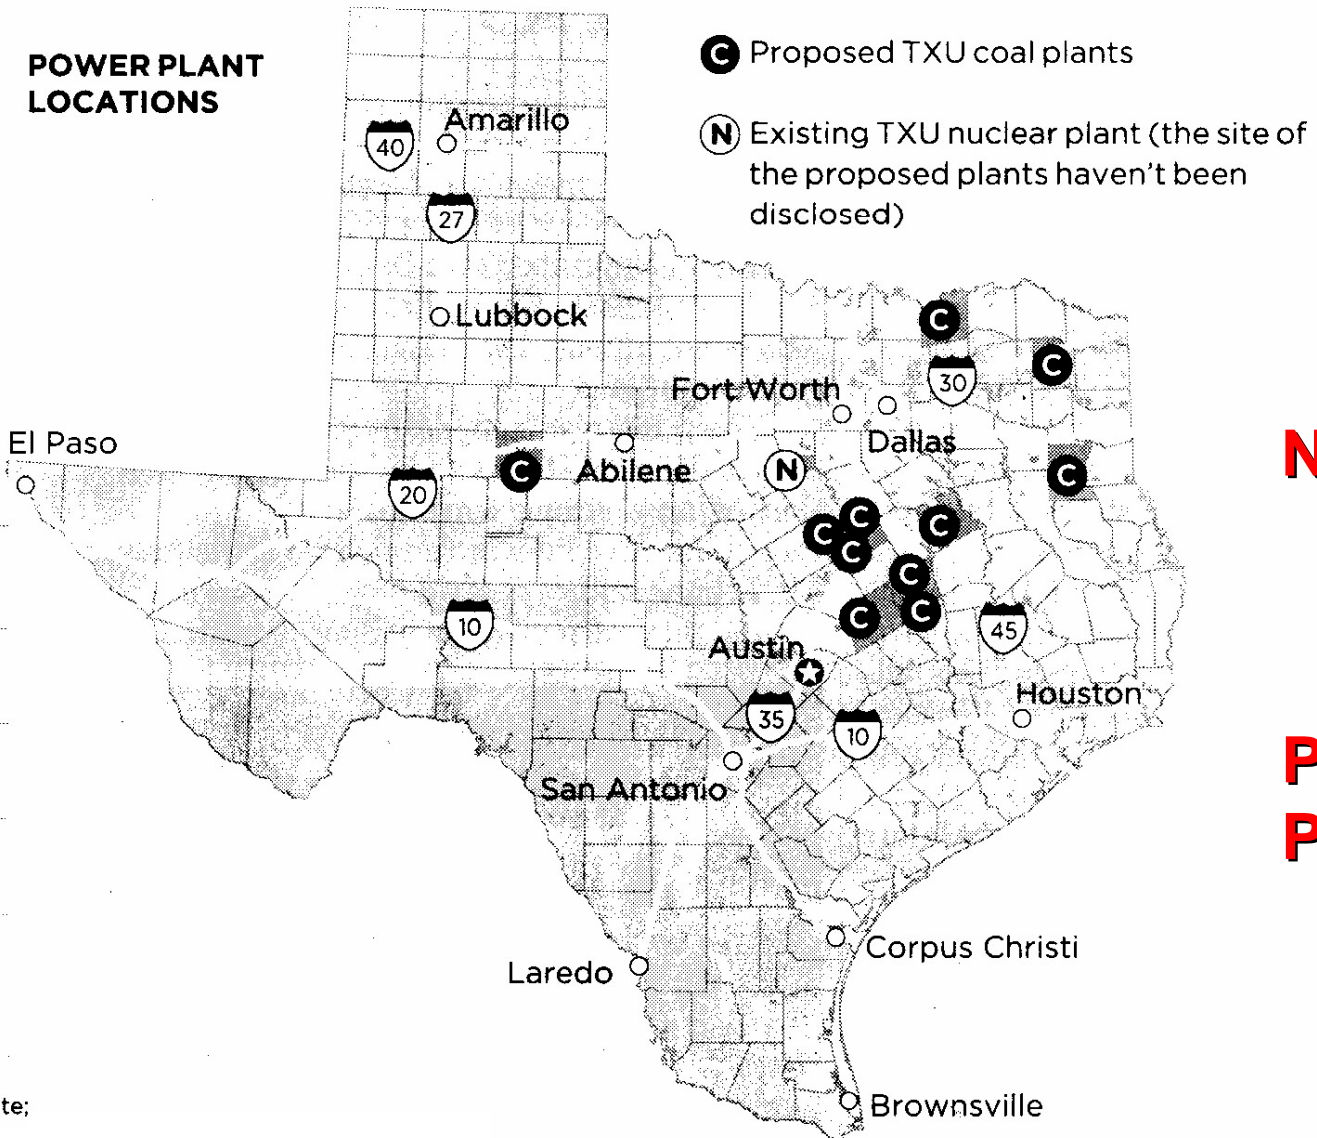 POWER PLANT
LOCATIONS
C Proposed TXU coal plants
N Existing TXU nuclear plant (the site of
the proposed plants haven't been
disclosed)
Amarillo
40
27
Lubbock
C
C
30
Fort Worth
Dallas
El Paso
Abilene
N
C
C
20
N
C
C
C
C
C
C
C
10
45
Austin
Houston
35
10
San Antonio
P
P
Corpus Christi
Laredo
te;
Brownsville